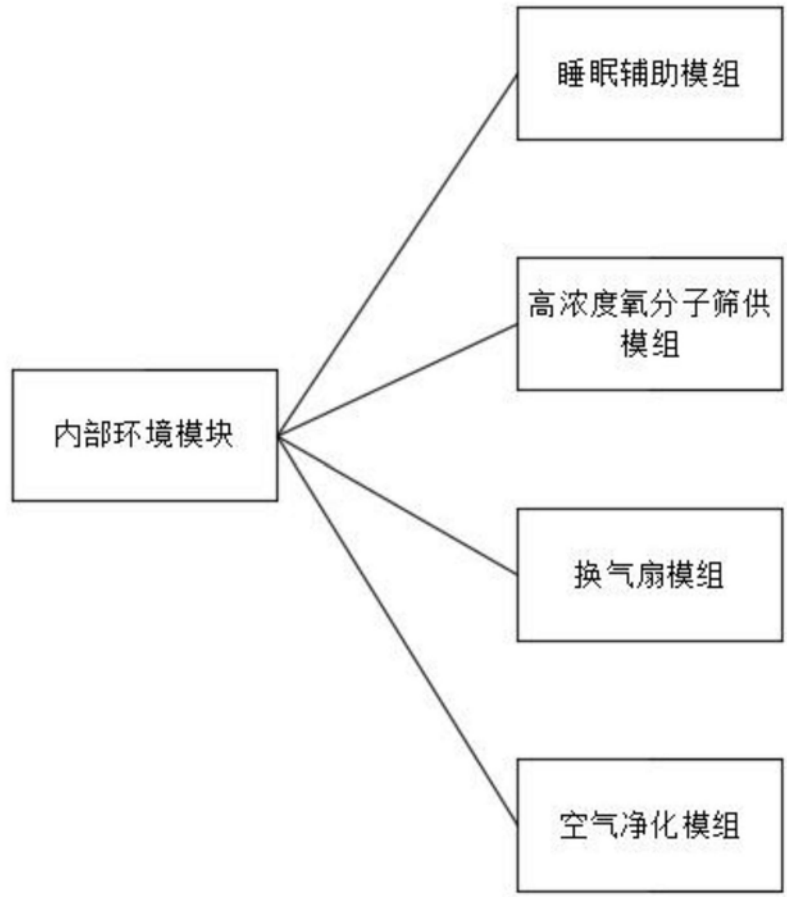 睡眠辅助模组
高浓度氧分子筛供
模组
内部环境模块
换气扇模组
空气净化模组